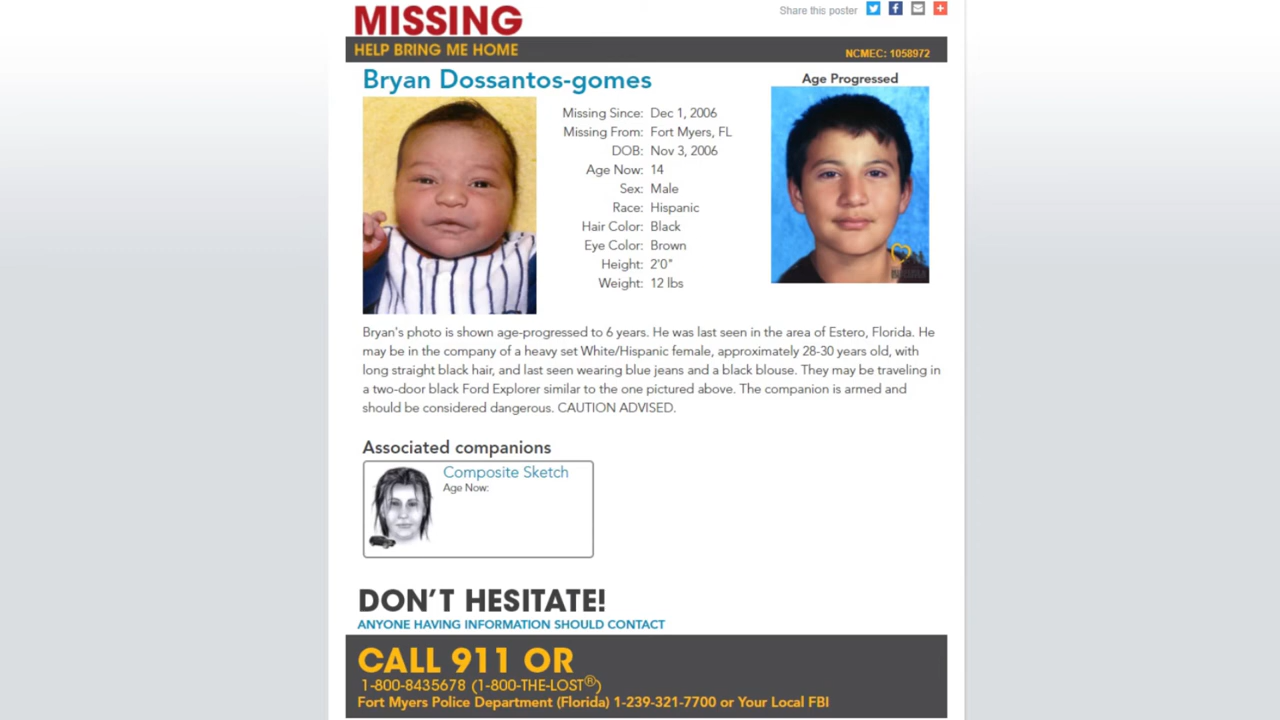 MISSING
Share this poster
HELP BRING ME HOME
NCMEC: 1058972
Bryan Dossantos-gomes
Age Progressed
Missing Since: Dec 1, 2006
Missing From: Fort Myers, FL
DOB: Nov 3, 2006
Age Now: 14
Sex: Male
Race: Hispanic
Hair Color: Black
Eye Color: Brown
Height: 2'0"
Weight: 12 lbs
Bryan's photo is shown age-progressed to 6 years. He was last seen in the area of Estero, Florida. He
may be in the company of a heavy set White/Hispanic female, approximately 28-30 years old, with
long straight black hair, and last seen wearing blue jeans and a black blouse. They may be traveling in
a two-door black Ford Explorer similar to the one pictured above. The companion is armed and
should be considered dangerous. CAUTION ADVISED.
Associated companions
Composite Sketch
Age Now:
DON'T HESITATE!
ANYONE HAVING INFORMATION SHOULD CONTACT
CALL 911 OR
1-800-8435678 (1-800-THE-LOST®)
Fort Myers Police Department (Florida) 1-239-321-7700 or Your Local FBI